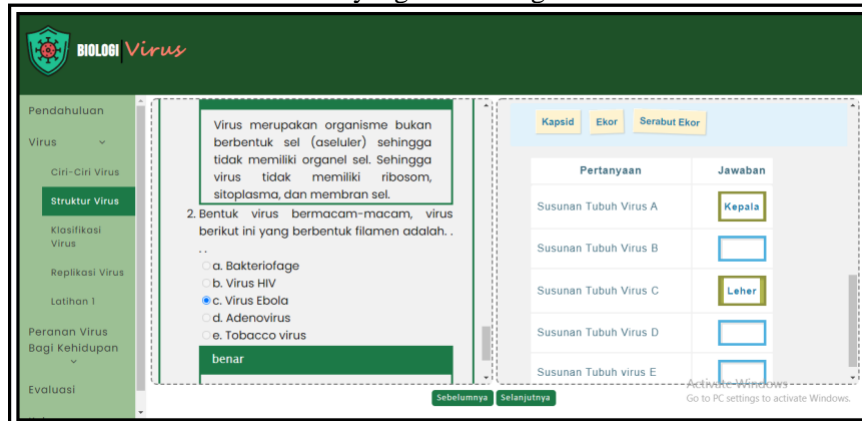 BIOLOGI Virus
Pendahuluan
Virus
Ciri-Ciri Virus
Struktur Virus
Klasifikasi
Virus
Replikasi Virus
Latihan 1
Peranan Virus
Bagi Kehidupan
Evaluasi
Virus merupakan organisme bukan
berbentuk sel (aseluler) sehingga
tidak memiliki organel sel. Sehingga
virus tidak memiliki ribosom,
sitoplasma, dan membran sel.
2. Bentuk virus bermacam-macam, virus
berikut ini yang berbentuk filamen adalah. .
. .
a. Bakteriofage
b. Virus HIV
c. Virus Ebola
d. Adenovirus
e. Tobacco virus
benar
Kapsid Ekor Serabut Ekor
Pertanyaan Jawaban
Susunan Tubuh Virus A Kepala
Susunan Tubuh Virus B
Susunan Tubuh Virus C Leher
Susunan Tubuh Virus D
Susunan Tubuh virus E
Sebelumnya Selanjutnya
Activate Windows
Go to PC settings to activate Windows.